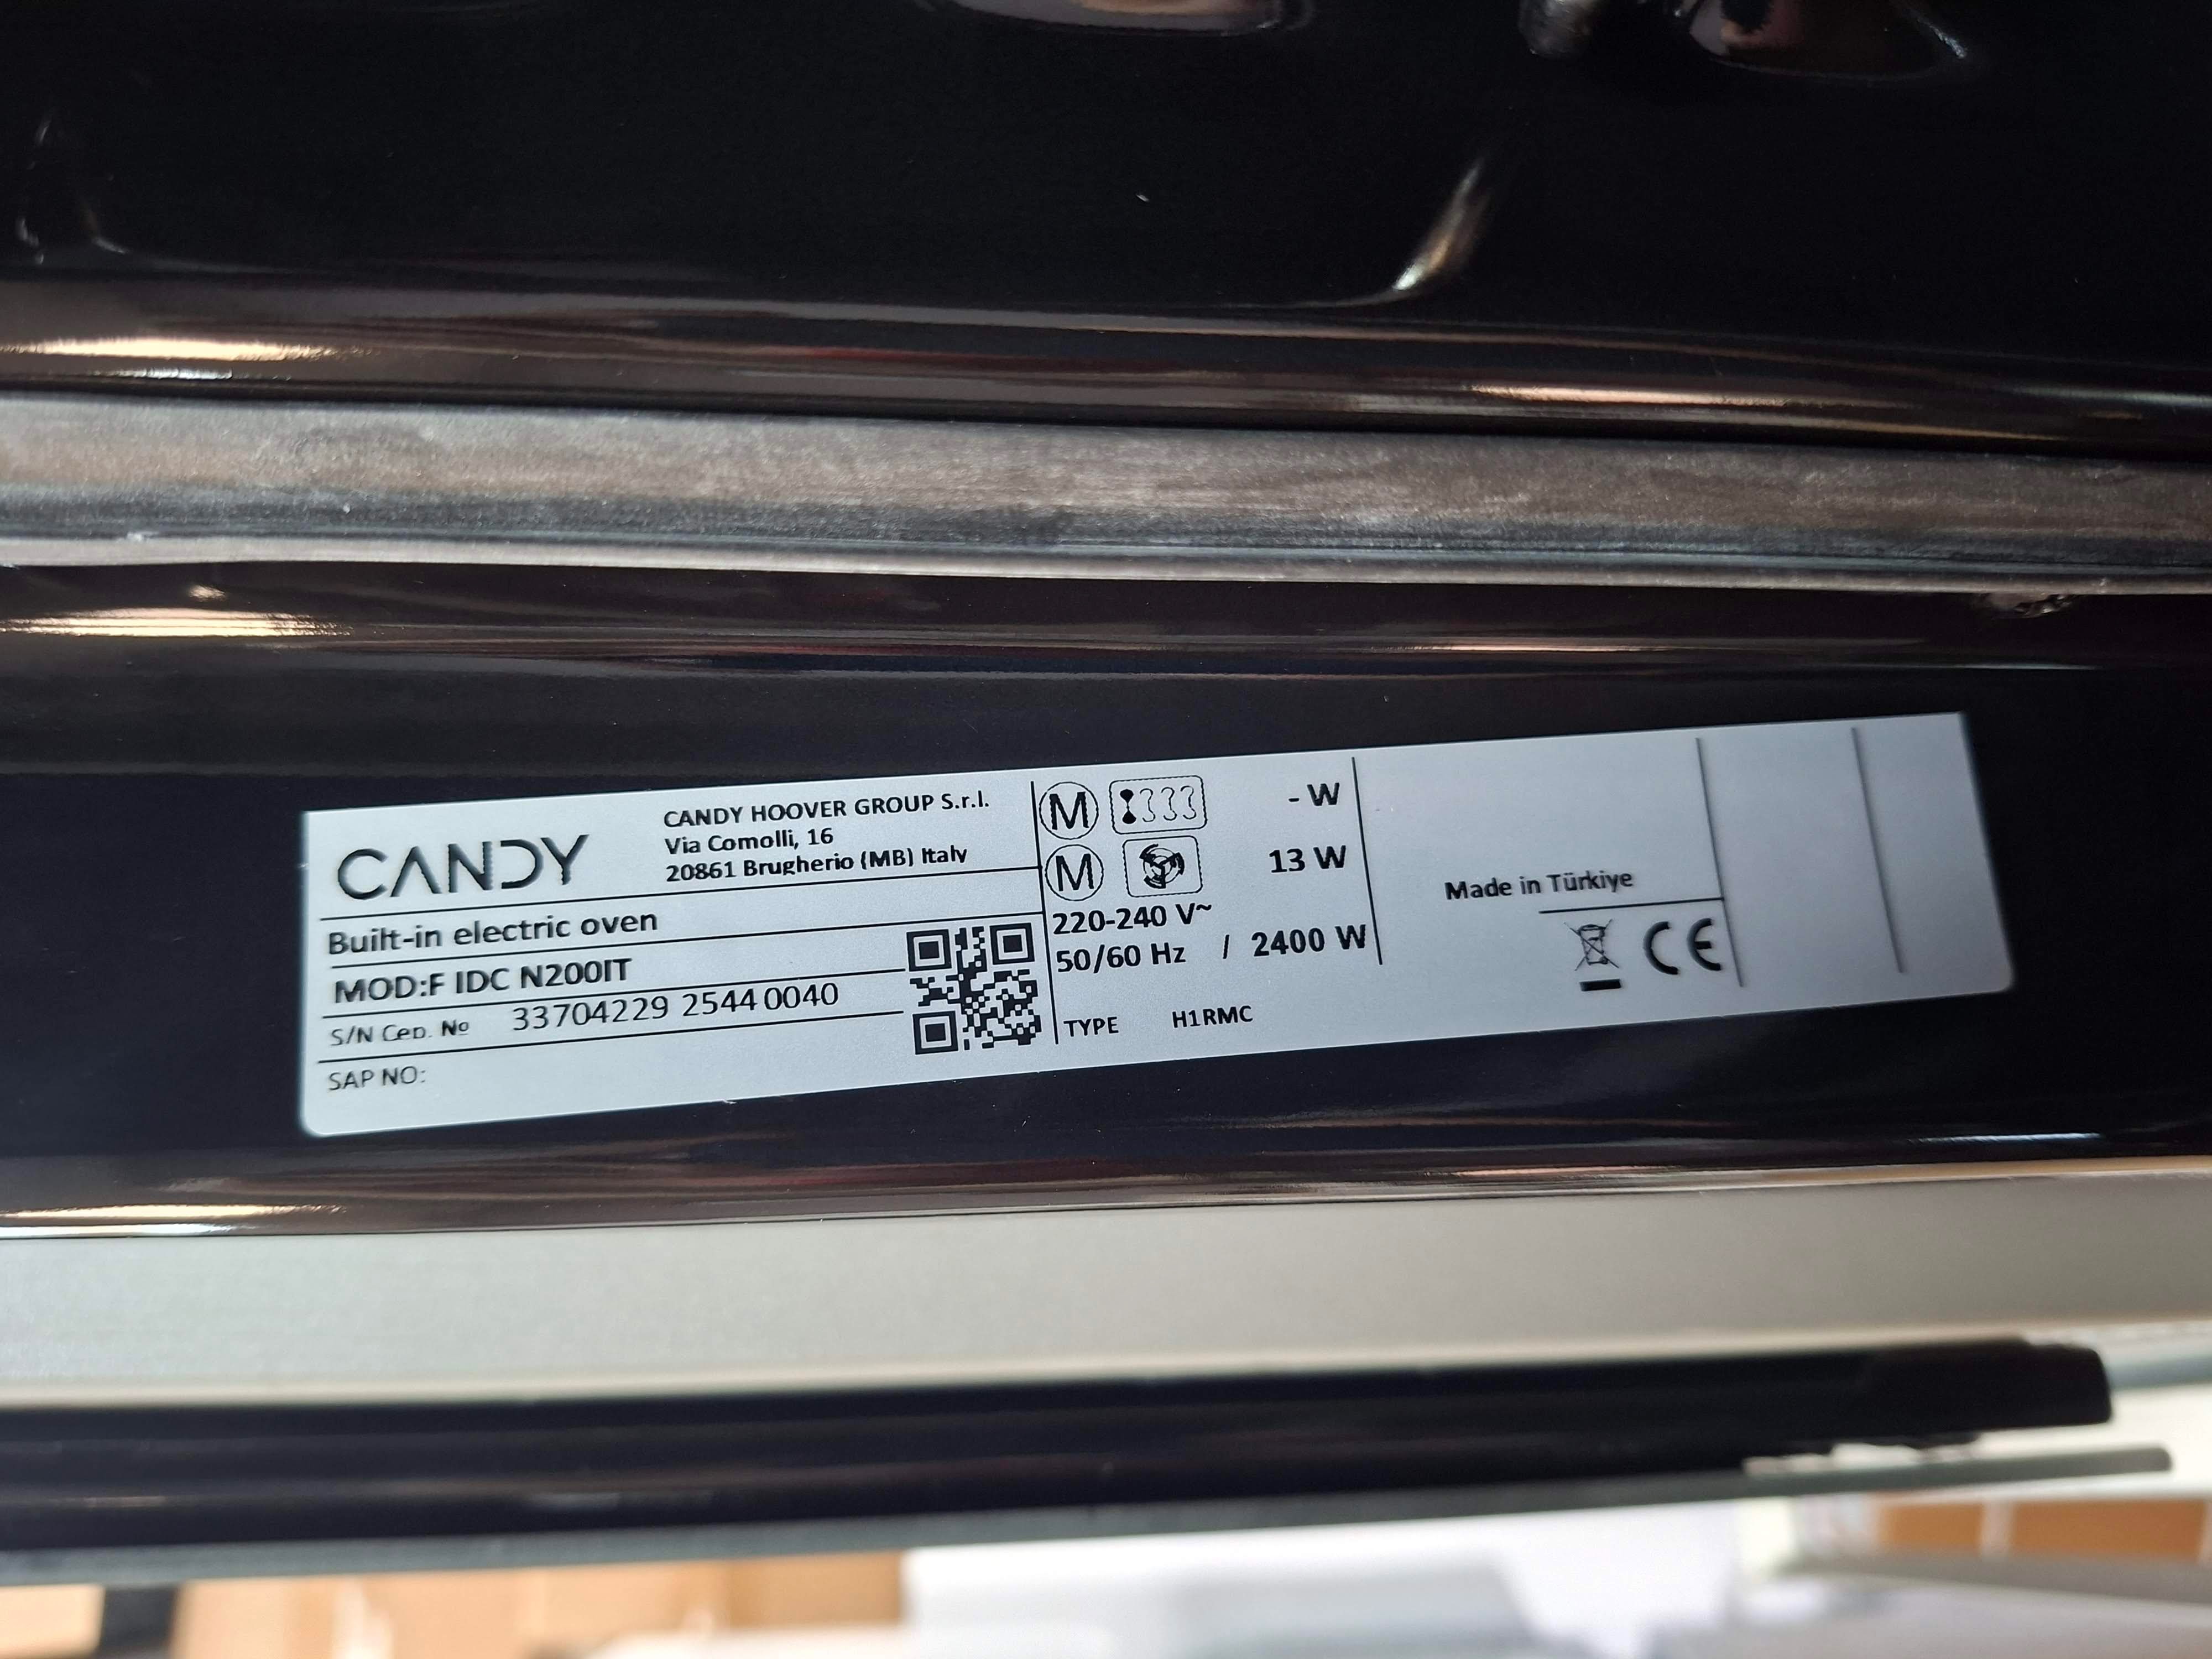 CANDY
CANDY HOOVER GROUP S.r.l.
Via Comolli, 16
20861 Brugherio (MB) Italy
Built-in electric oven
MOD:F IDC N200IT
S/N Cep. Nº 33704229 2544 0040
SAP NO:
M - W
M 13 W
220-240 V~
50/60 Hz / 2400 W
TYPE H1RMC
Made in Türkiye
CE